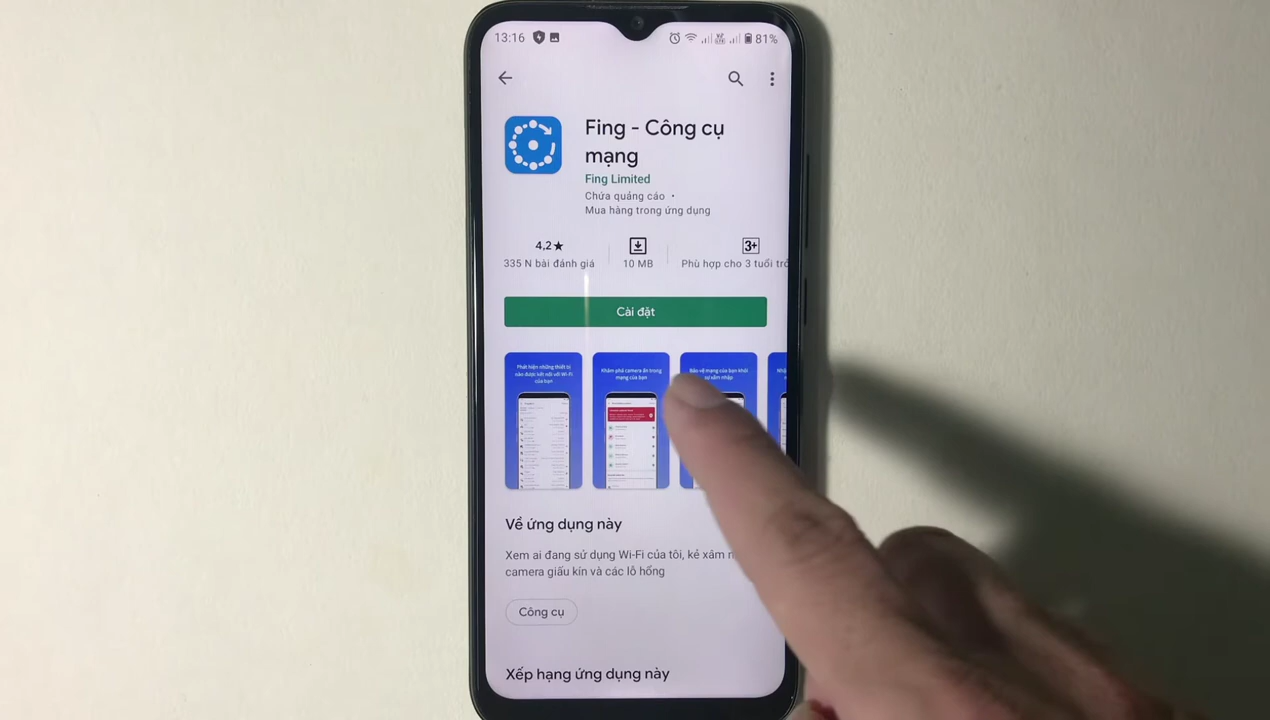 13:16 81%
Fing - Công cụ
mạng
Fing Limited
Chứa quảng cáo •
Mua hàng trong ứng dụng
4,2★ 3+
335 N bài đánh giá 10 MB Phù hợp cho 3 tuổi trở
Cài đặt
Phát hiện những thiết bị
nào được kết nối với Wi-Fi
của bạn
Khám phá camera ẩn trong
mạng của bạn
Bảo vệ mạng của bạn khỏi
sự xâm nhập
Về ứng dụng này
Xem ai đang sử dụng Wi-Fi của tôi, kẻ xâm
camera giấu kín và các lỗ hổng
Công cụ
Xếp hạng ứng dụng này